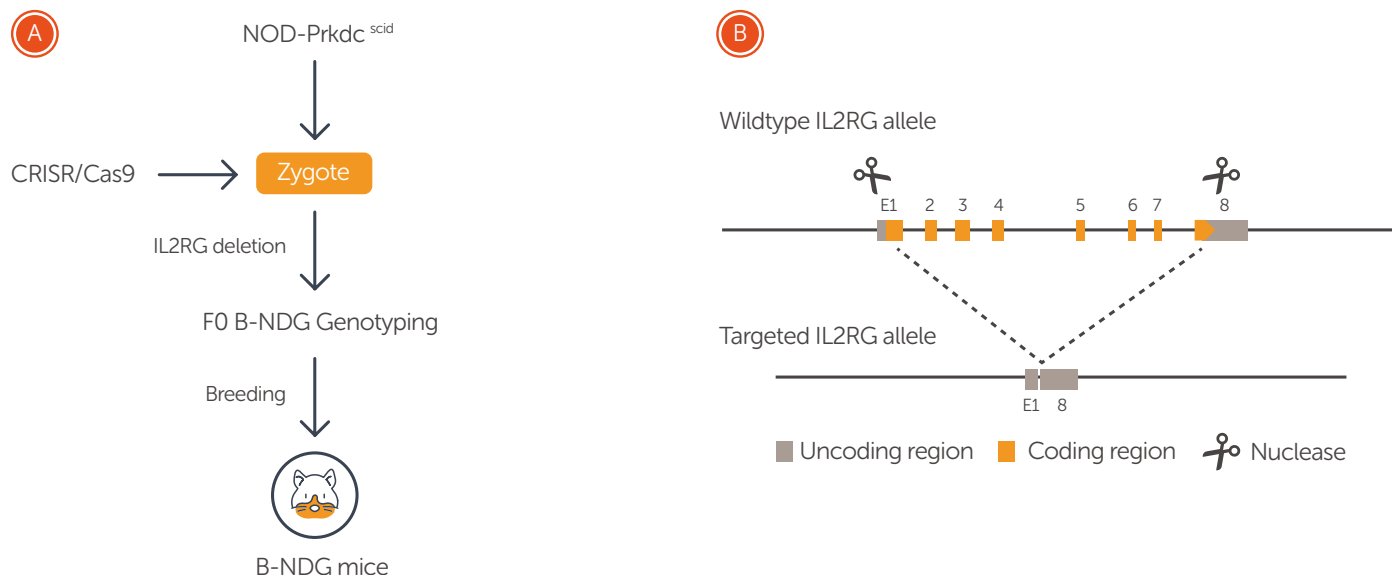 A
NOD-Prkdc scid
CRISR/Cas9
Zygote
IL2RG deletion
F0 B-NDG Genotyping
Breeding
B-NDG mice
B
Wildtype IL2RG allele
E1 2 3 4 5 6 7 8
Targeted IL2RG allele
E1 8
Uncoding region Coding region Nuclease